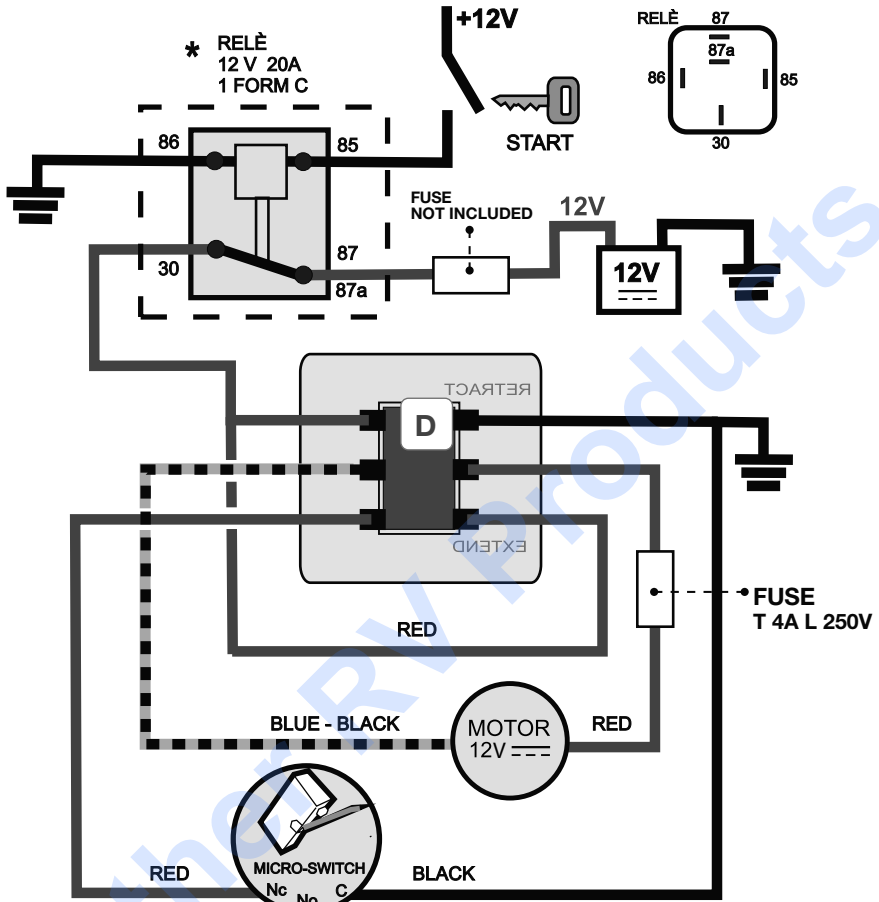 +12V
* RELÈ
12 V 20A
1 FORM C
START
RELÈ 87
87a
86 85
30
86 85
30 87
87a
FUSE
NOT INCLUDED
12V
12V
RETRACT
D
EXTEND
RED
FUSE
T 4A L 250V
BLUE - BLACK
MOTOR
12V
RED
MICRO-SWITCH
RED
Nc No C
BLACK
ther RV Products